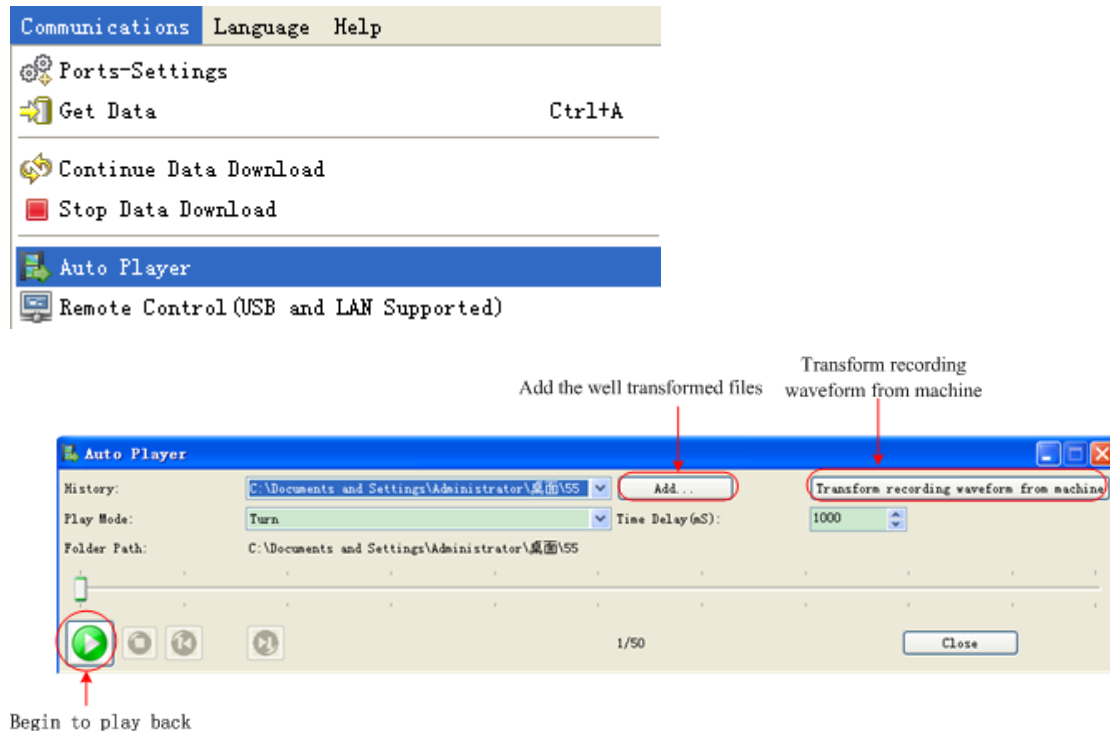 Communications Language Help
Ports-Settings
Get Data Ctrl+A
Continue Data Download
Stop Data Download
Auto Player
Remote Control(USB and LAN Supported)
Transform recording
waveform from machine
Add the well transformed files
Auto Player
History: C:\Documents and Settings\Administrator\桌面\55 Add... Transform recording waveform from machine
Play Mode: Turn Time Delay(mS): 1000
Folder Path: C:\Documents and Settings\Administrator\桌面\55
1/50 Close
Begin to play back